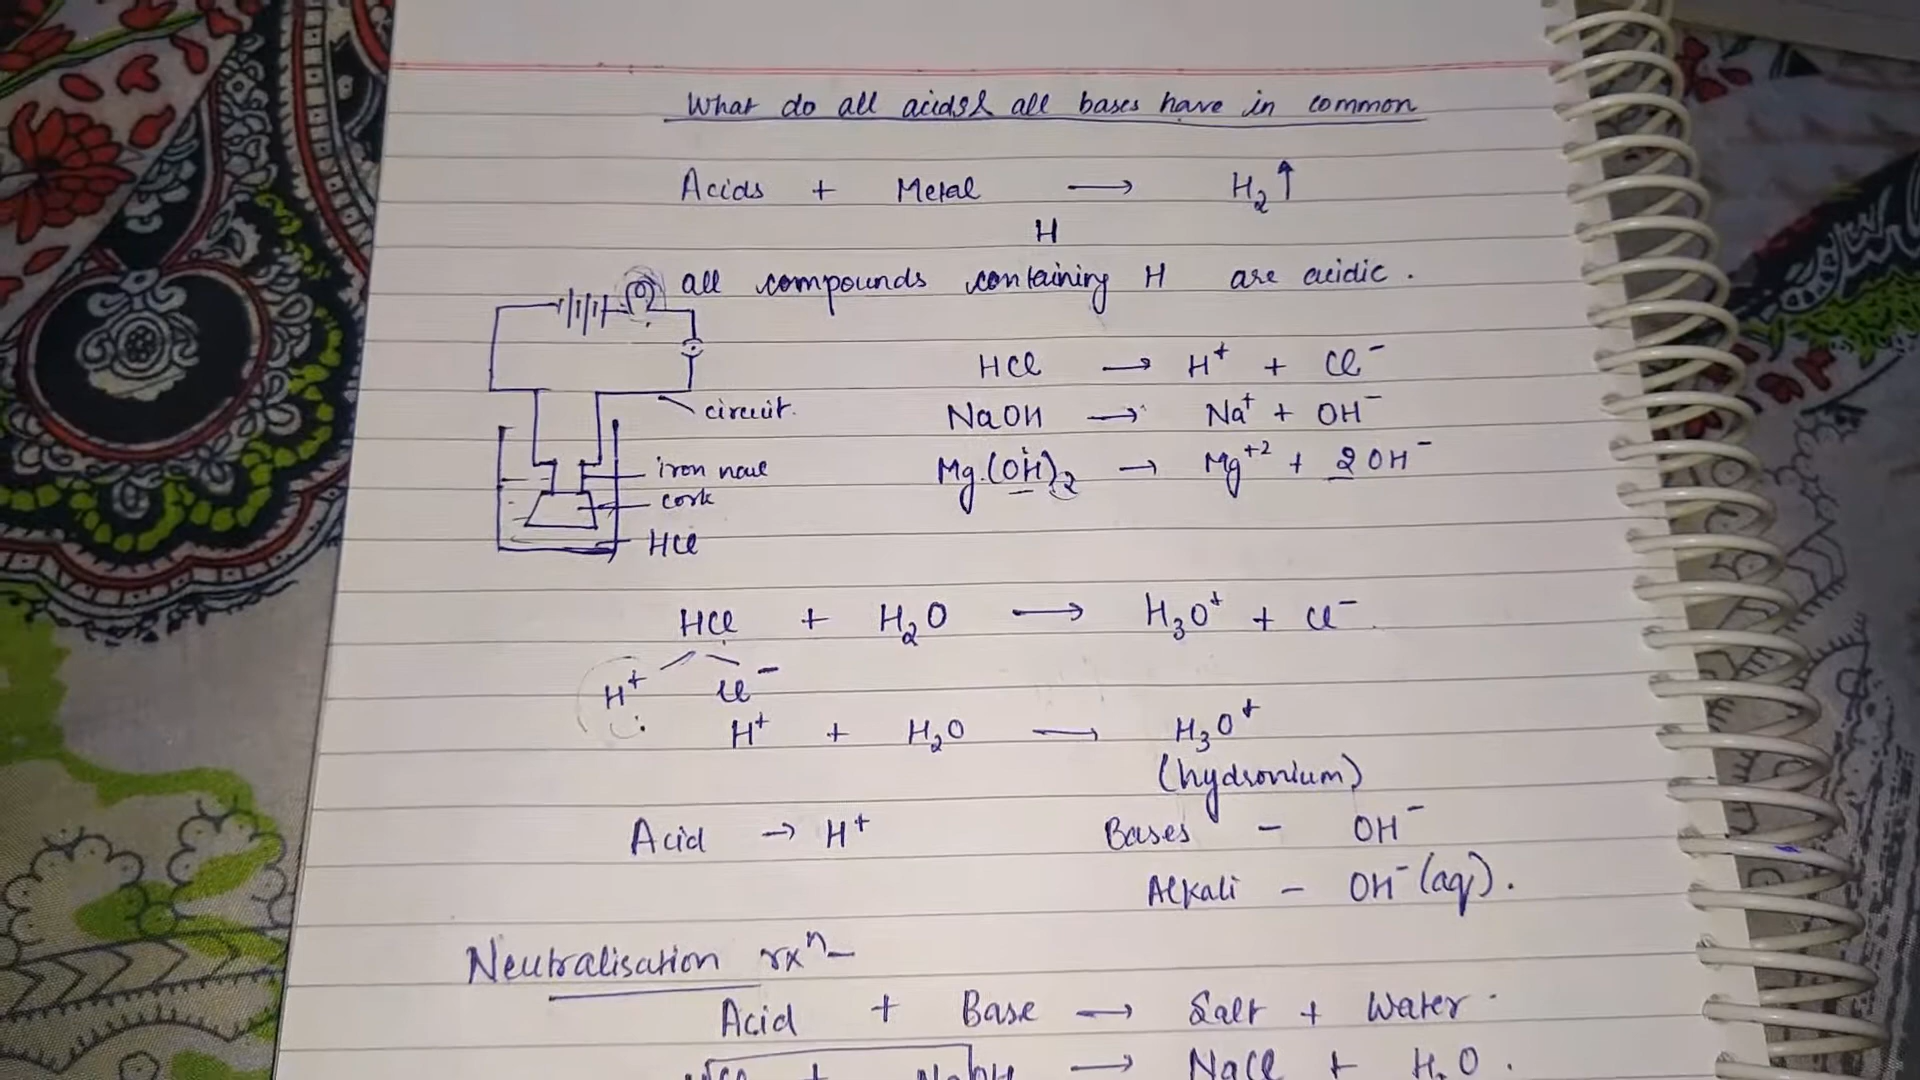 What do all acids & all bases have in common
Acids + Metal → H₂↑
H
all compounds containing H are acidic .
HCl → H⁺ + Cl⁻
circuit.
NaOH → Na⁺ + OH⁻
iron naul
Mg(OH)₂ → Mg⁺² + 2OH⁻
cork
HCl
HCl + H₂O → H₃O⁺ + Cl⁻
H⁺ Cl⁻
H⁺ + H₂O → H₃O⁺
(hydronium)
Acid → H⁺ Bases - OH⁻
Alkali - OH⁻(aq).
Neutralisation rxⁿ—
Acid + Base → Salt + Water
+ NaOH → NaCl + H₂O .